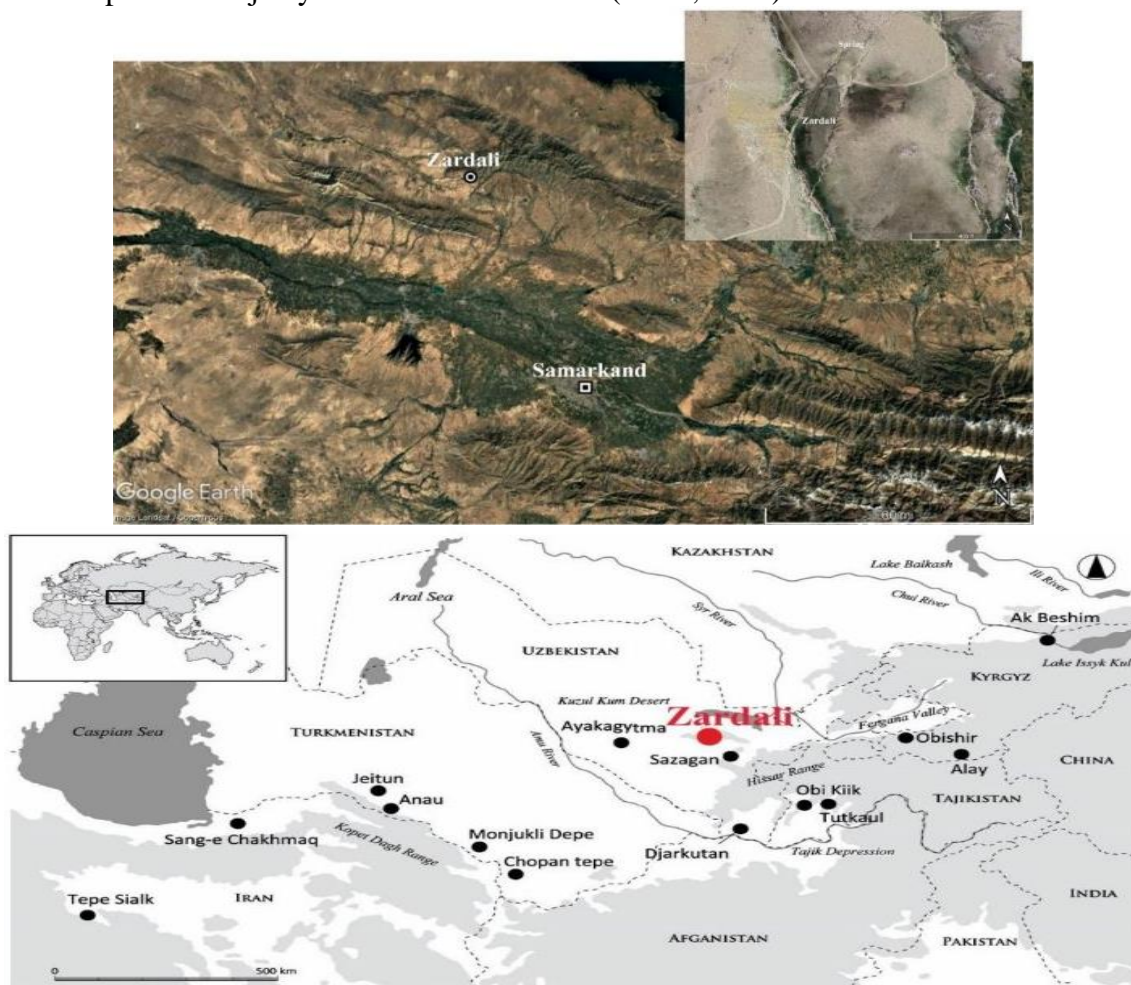 Spring
Zardali
Zardali
Samarkand
Google Earth
N
KAZAKHSTAN
Lake Balkash
Ili River
Chui River
Aral Sea
Syr River
Ak Beshim
UZBEKISTAN
Lake Issyk Kul
KYRGYZ
Kuzul Kum Desert
Zardali
Fergana Valley
Caspian Sea
TURKMENISTAN
Ayakagytma
Obishir
Amu River
Sazagan
Hissar Range
Alay
CHINA
Jeitun
Anau
Obi Kiik
TAJIKISTAN
Tutkaul
Sang-e Chakhmaq
Kopet Dagh Range
Monjukli Depe
Djarkutan
Tajik Depression
Chopan tepe
IRAN
INDIA
Tepe Sialk
AFGANISTAN
PAKISTAN
0 500 km